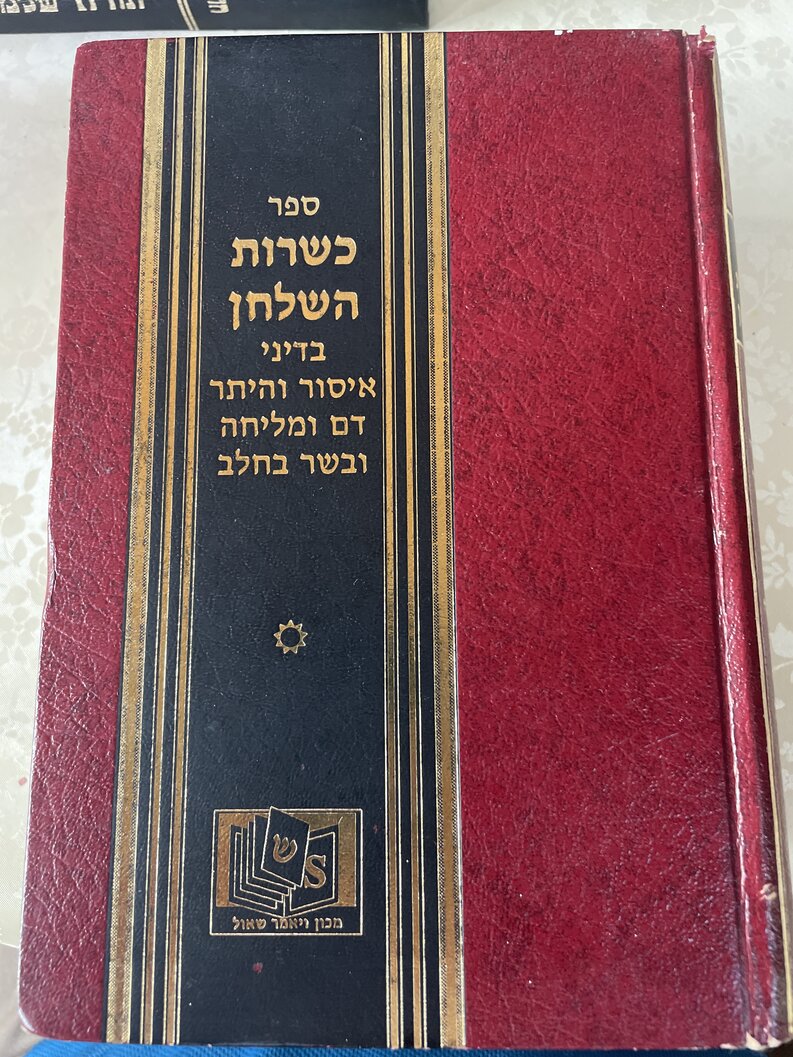 ספר
כשרות
השלחן
בדיני
איסור והיתר
דם ומליחה
ובשר בחלב
ש
S
מכון ויאמר שאול